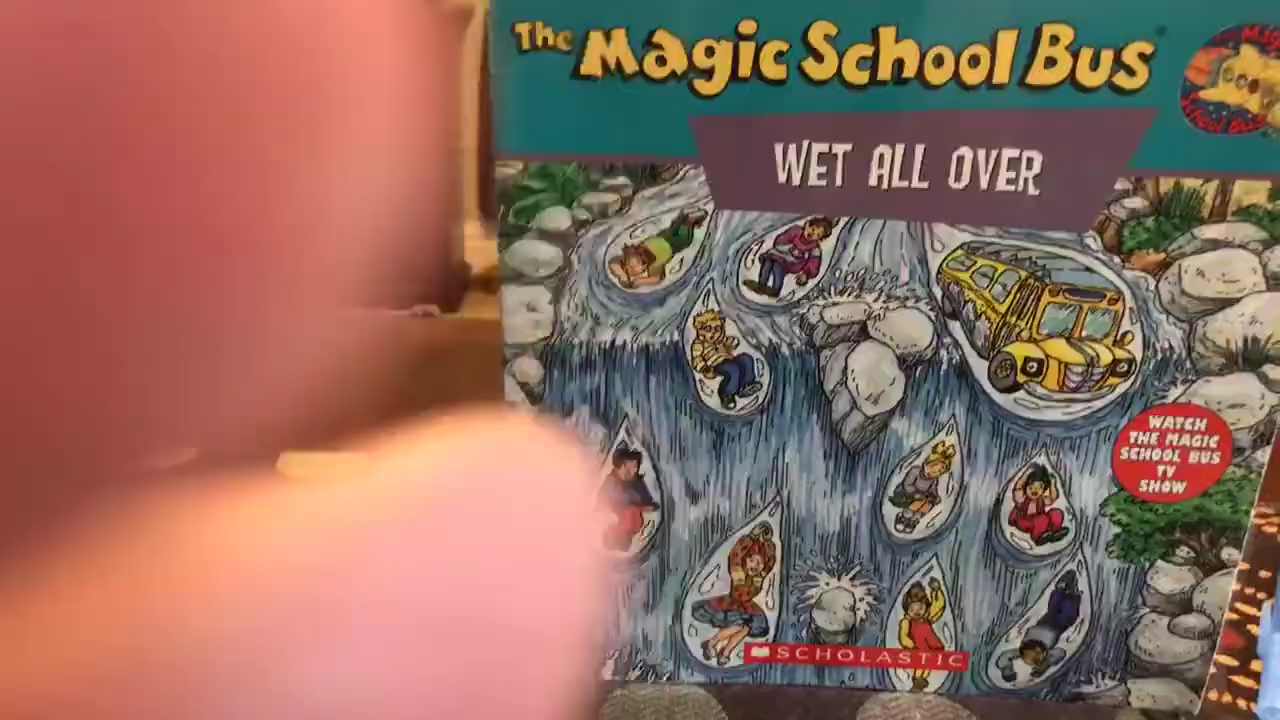 The Magic School Bus
WET ALL OVER
WATCH
THE MAGIC
SCHOOL BUS
TV
SHOW
SCHOLASTIC